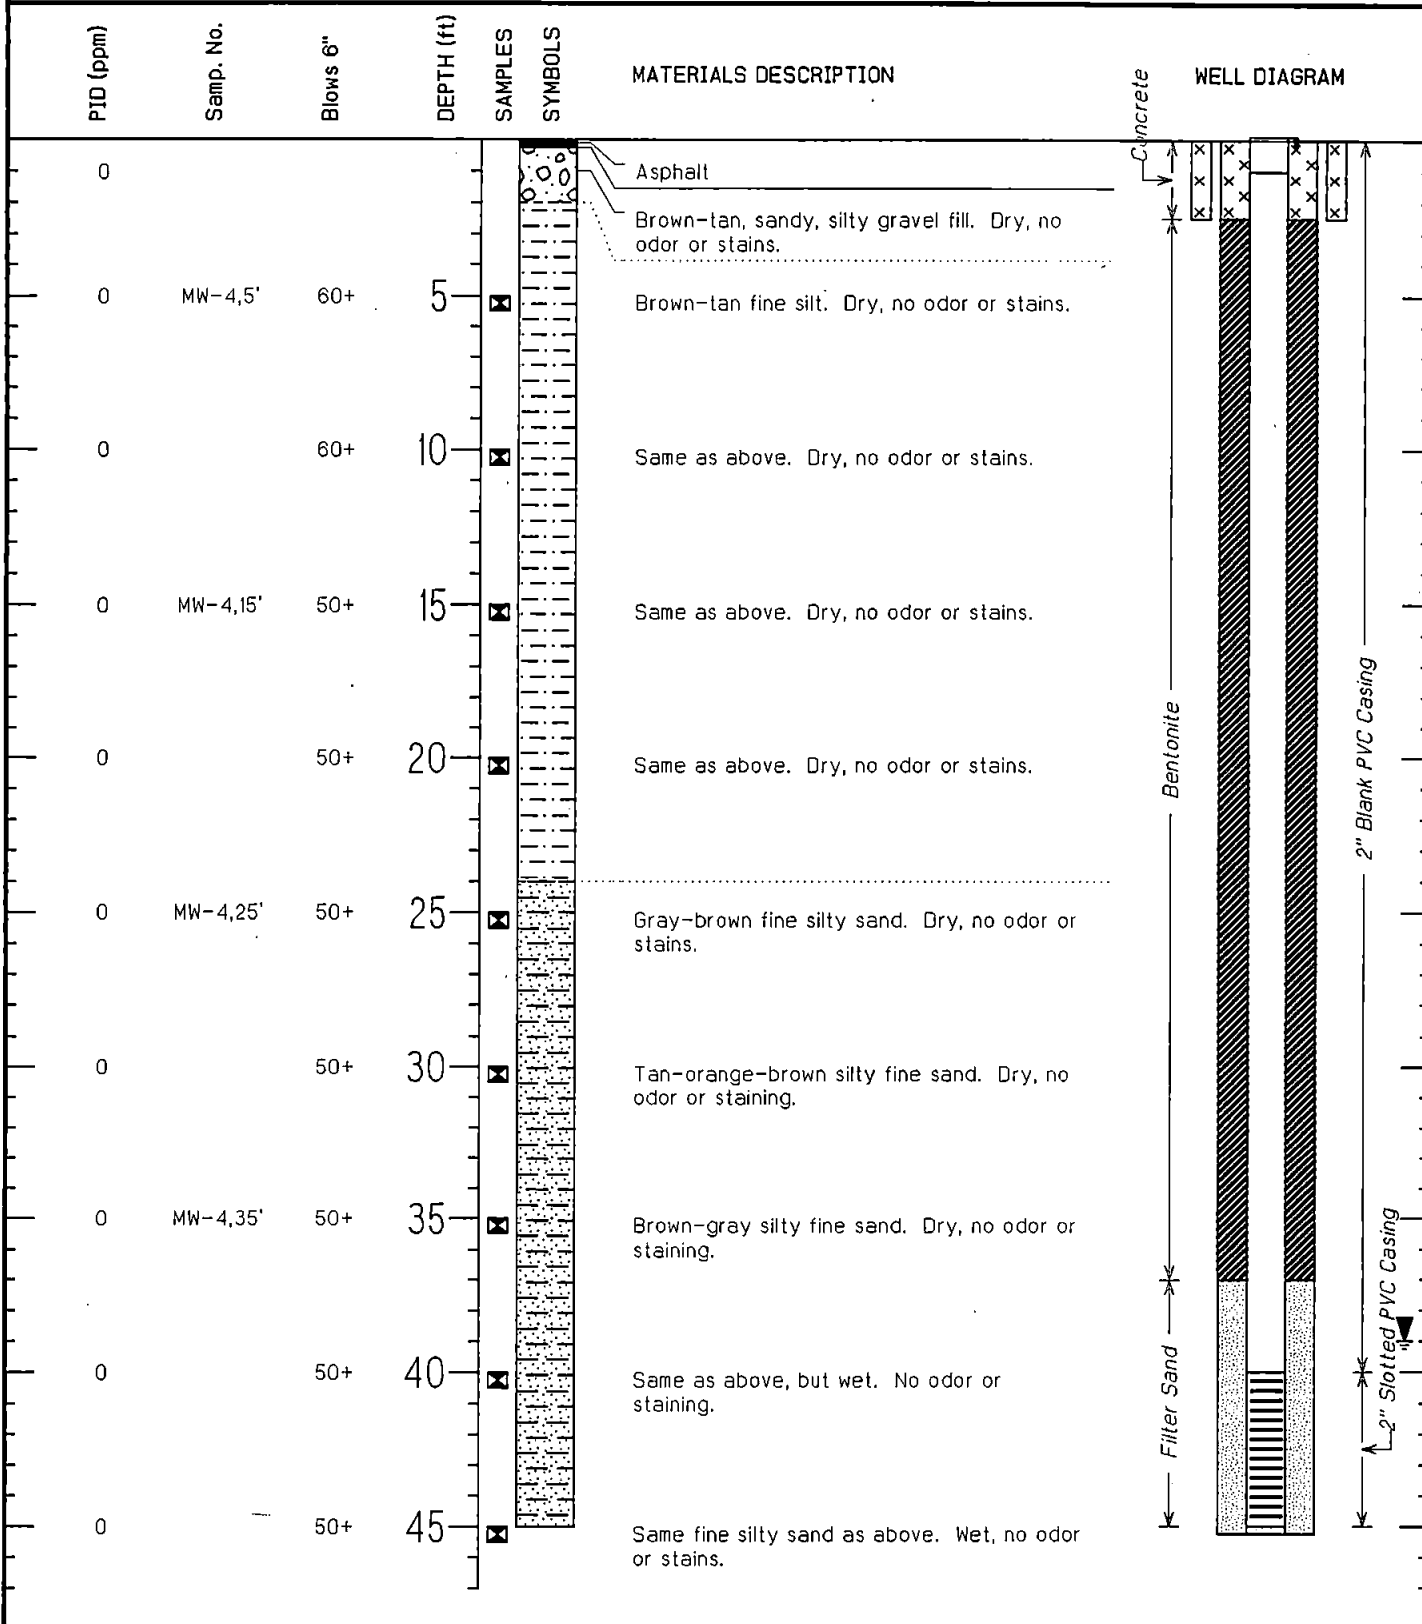 PID (ppm)
Samp. No.
Blows 6"
DEPTH (ft)
SAMPLES
SYMBOLS
MATERIALS DESCRIPTION
WELL DIAGRAM
Concrete
0
Asphalt
Brown-tan, sandy, silty gravel fill. Dry, no
odor or stains.
0 MW-4,5' 60+ 5 Brown-tan fine silt. Dry, no odor or stains.
0 60+ 10 Same as above. Dry, no odor or stains.
0 MW-4,15' 50+ 15 Same as above. Dry, no odor or stains.
0 50+ 20 Same as above. Dry, no odor or stains.
Bentonite
2" Blank PVC Casing
0 MW-4,25' 50+ 25 Gray-brown fine silty sand. Dry, no odor or
stains.
0 50+ 30 Tan-orange-brown silty fine sand. Dry, no
odor or staining.
0 MW-4,35' 50+ 35 Brown-gray silty fine sand. Dry, no odor or
staining.
Filter Sand
2" Slotted PVC Casing
0 50+ 40 Same as above, but wet. No odor or
staining.
0 50+ 45 Same fine silty sand as above. Wet, no odor
or stains.